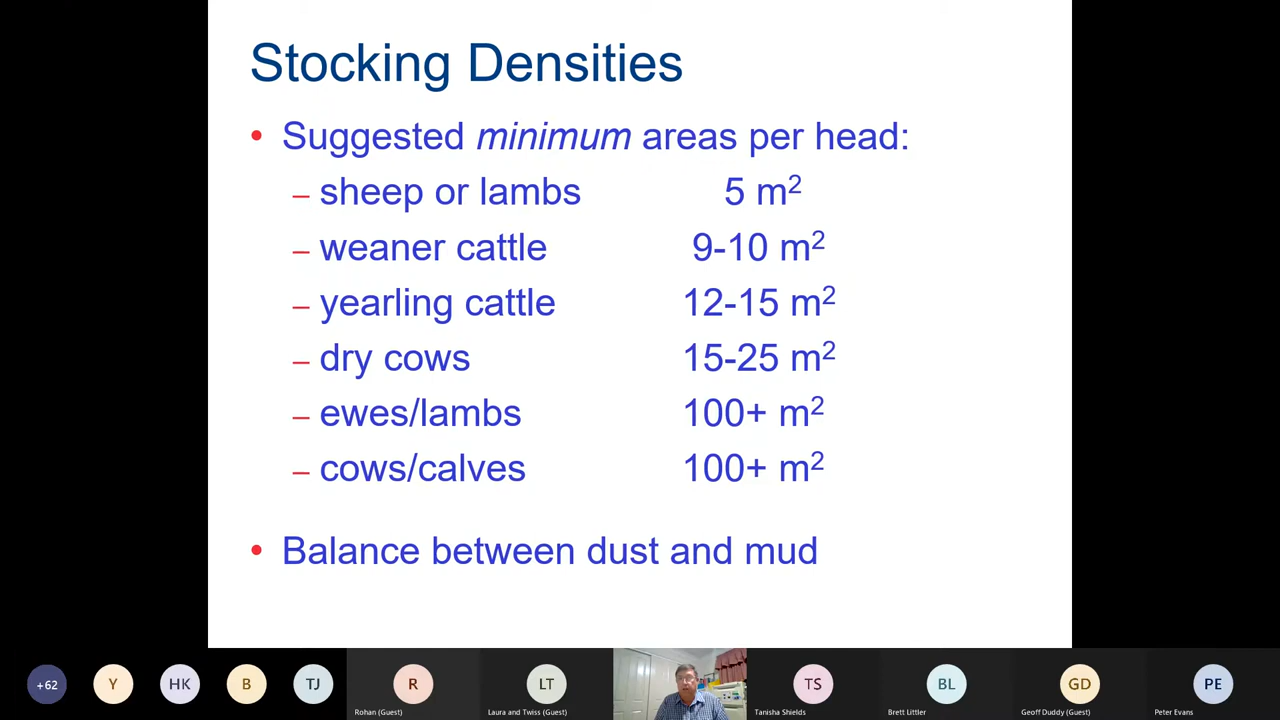 Stocking Densities
• Suggested minimum areas per head:
– sheep or lambs 5 m²
– weaner cattle 9-10 m²
– yearling cattle 12-15 m²
– dry cows 15-25 m²
– ewes/lambs 100+ m²
– cows/calves 100+ m²
• Balance between dust and mud
+62 Y HK B TJ R LT TS BL GD PE
Rohan (Guest) Laura and Twiss (Guest) Tanisha Shields Brett Littler Geoff Duddy (Guest) Peter Evans